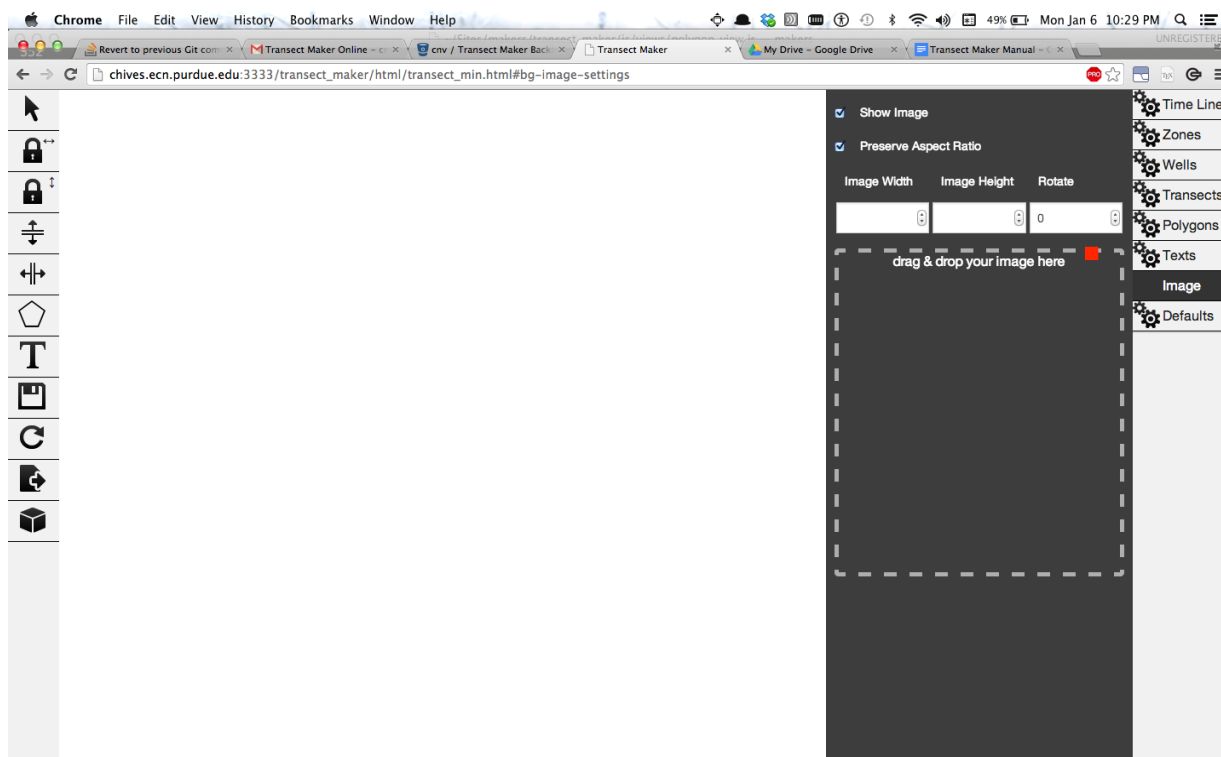 Chrome File Edit View History Bookmarks Window Help 49% Mon Jan 6 10:29 PM
UNREGISTERE
Revert to previous Git com
Transect Maker Online – c
cnv / Transect Maker Back
Transect Maker
My Drive – Google Drive
Transect Maker Manual –
chives.ecn.purdue.edu:3333/transect_maker/html/transect_min.html#bg-image-settings PRO
Show Image
Preserve Aspect Ratio
Image Width Image Height Rotate
0
drag & drop your image here
T
Time Line
Zones
Wells
Transects
Polygons
Texts
Image
Defaults